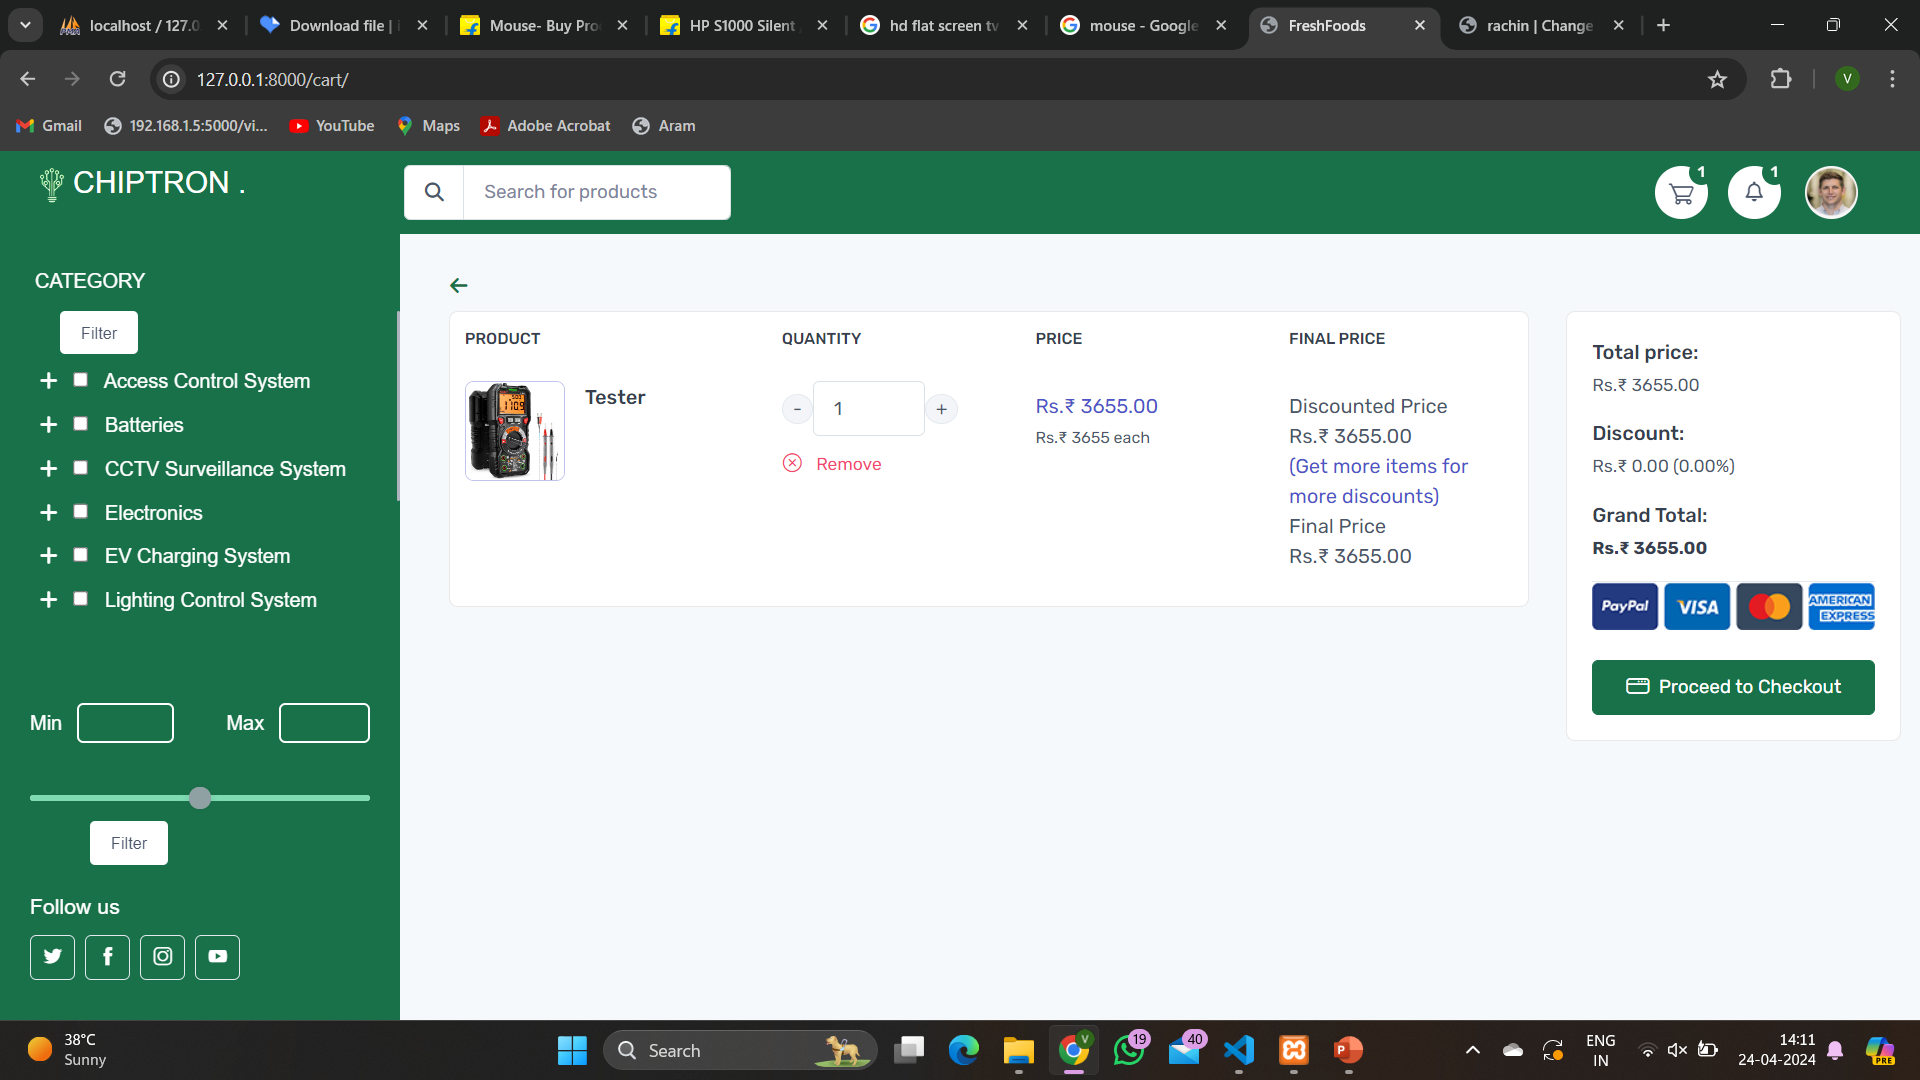 localhost / 127.0
Download file | i
Mouse- Buy Pro
HP S1000 Silent
hd flat screen tv
mouse - Google
FreshFoods
rachin | Change
127.0.0.1:8000/cart/
V
Gmail
192.168.1.5:5000/vi...
YouTube
Maps
Adobe Acrobat
Aram
CHIPTRON .
Search for products
1
1
CATEGORY
Filter
Access Control System
Batteries
CCTV Surveillance System
Electronics
EV Charging System
Lighting Control System
Min
Max
Filter
Follow us
PRODUCT QUANTITY PRICE FINAL PRICE
Tester
- 1 +
Remove
Rs.₹ 3655.00
Rs.₹ 3655 each
Discounted Price
Rs.₹ 3655.00
(Get more items for
more discounts)
Final Price
Rs.₹ 3655.00
Total price:
Rs.₹ 3655.00
Discount:
Rs.₹ 0.00 (0.00%)
Grand Total:
Rs.₹ 3655.00
PayPal VISA AMERICAN EXPRESS
Proceed to Checkout
38°C
Sunny
Search
V
19
40
P
ENG
IN
14:11
24-04-2024
PRE